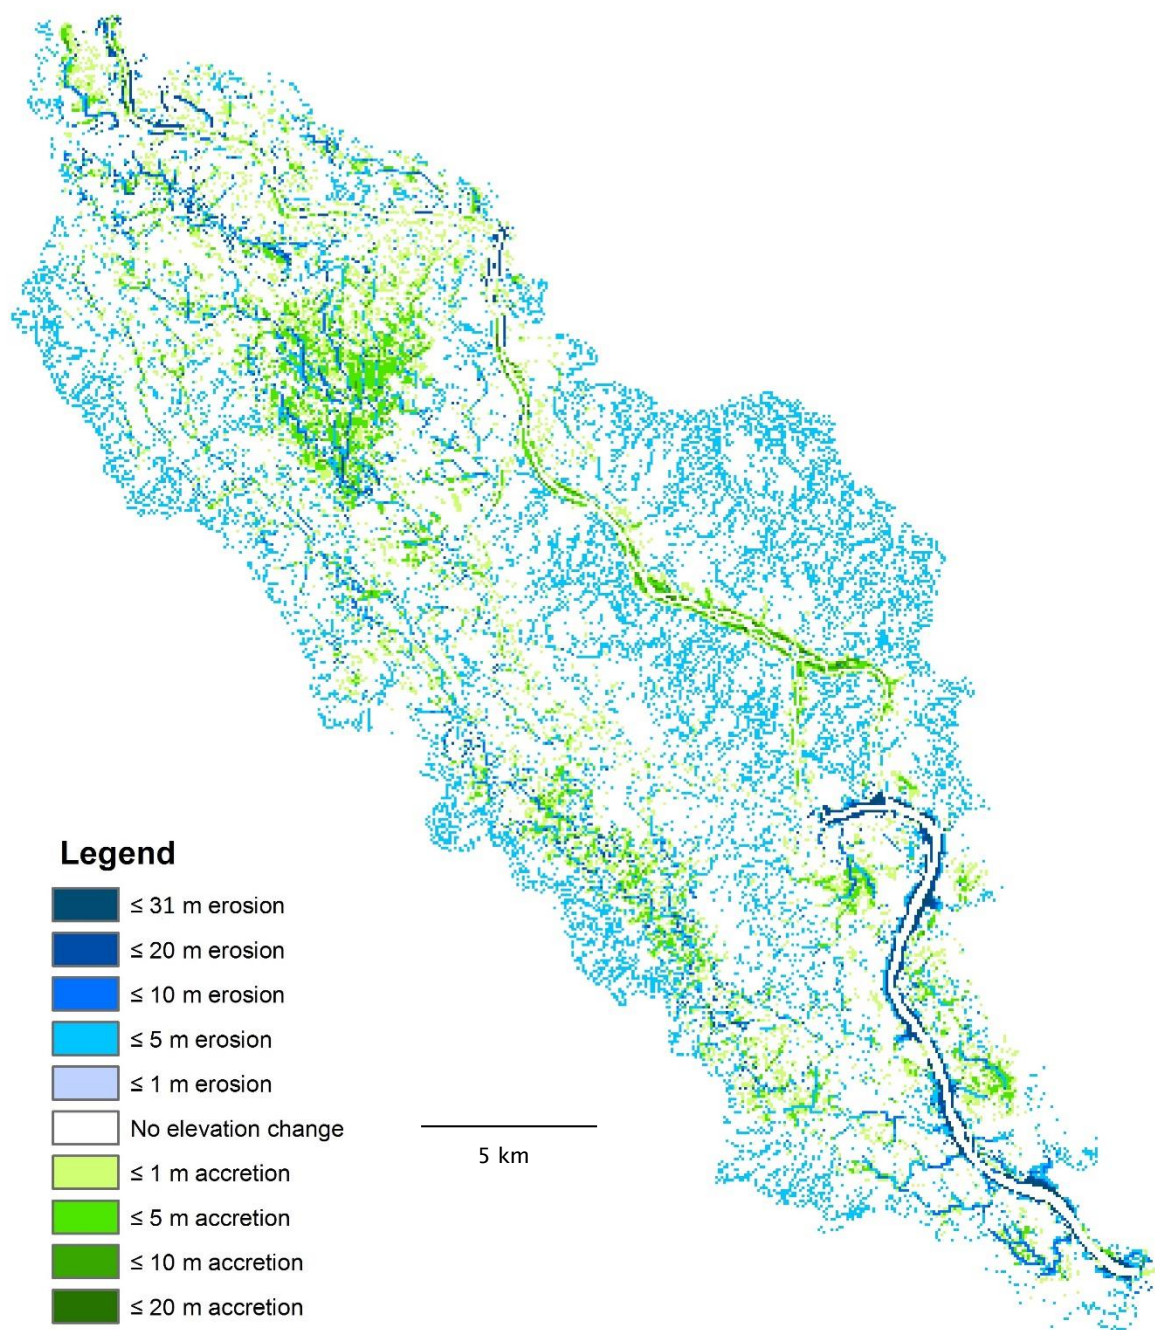 Legend
≤ 31 m erosion
≤ 20 m erosion
≤ 10 m erosion
≤ 5 m erosion
≤ 1 m erosion
No elevation change
≤ 1 m accretion
≤ 5 m accretion
≤ 10 m accretion
≤ 20 m accretion
5 km